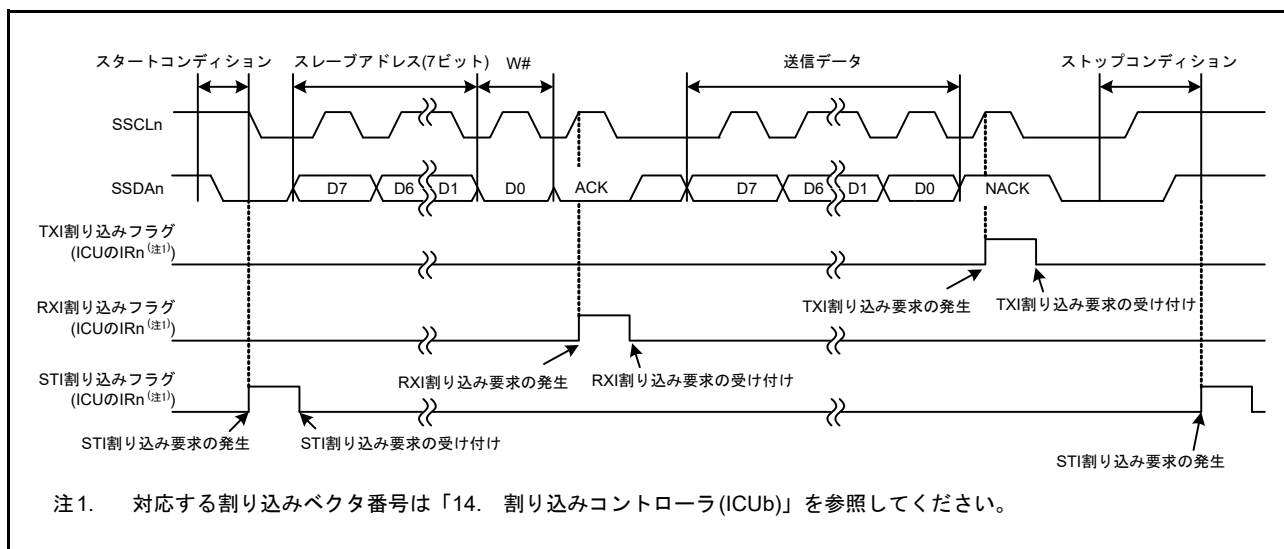 スタートコンディション スレーブアドレス(7ビット) W# 送信データ ストップコンディション
SSCLn
SSDAn D7 D6 D1 D0 ACK D7 D6 D1 D0 NACK
TXI割り込みフラグ
(ICUのIRn(注1))
TXI割り込み要求の発生 TXI割り込み要求の受け付け
RXI割り込みフラグ
(ICUのIRn(注1))
RXI割り込み要求の発生 RXI割り込み要求の受け付け
STI割り込みフラグ
(ICUのIRn(注1))
STI割り込み要求の発生 STI割り込み要求の受け付け
STI割り込み要求の発生
注1. 対応する割り込みベクタ番号は「14. 割り込みコントローラ(ICUb)」を参照してください。